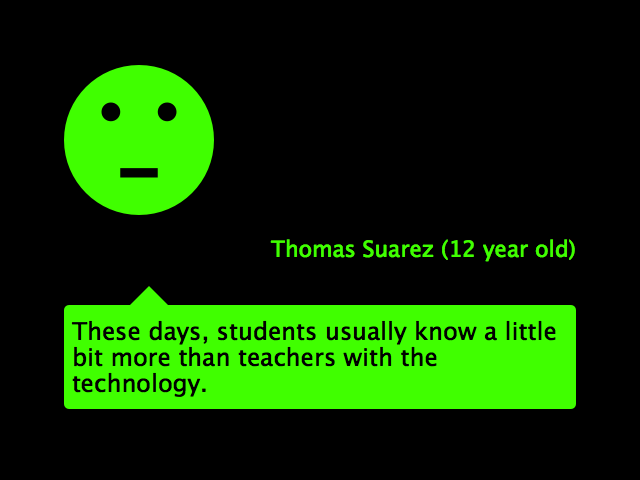 Thomas Suarez (12 year old)
These days, students usually know a little
bit more than teachers with the
technology.